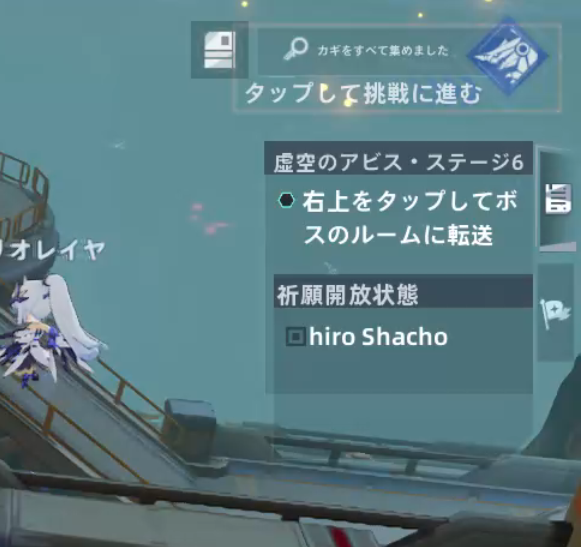 カギをすべて集めました
タップして挑戦に進む
虚空のアビス・ステージ6
右上をタップしてボ
スのルームに転送
リオレイヤ
祈願開放状態
hiro Shacho